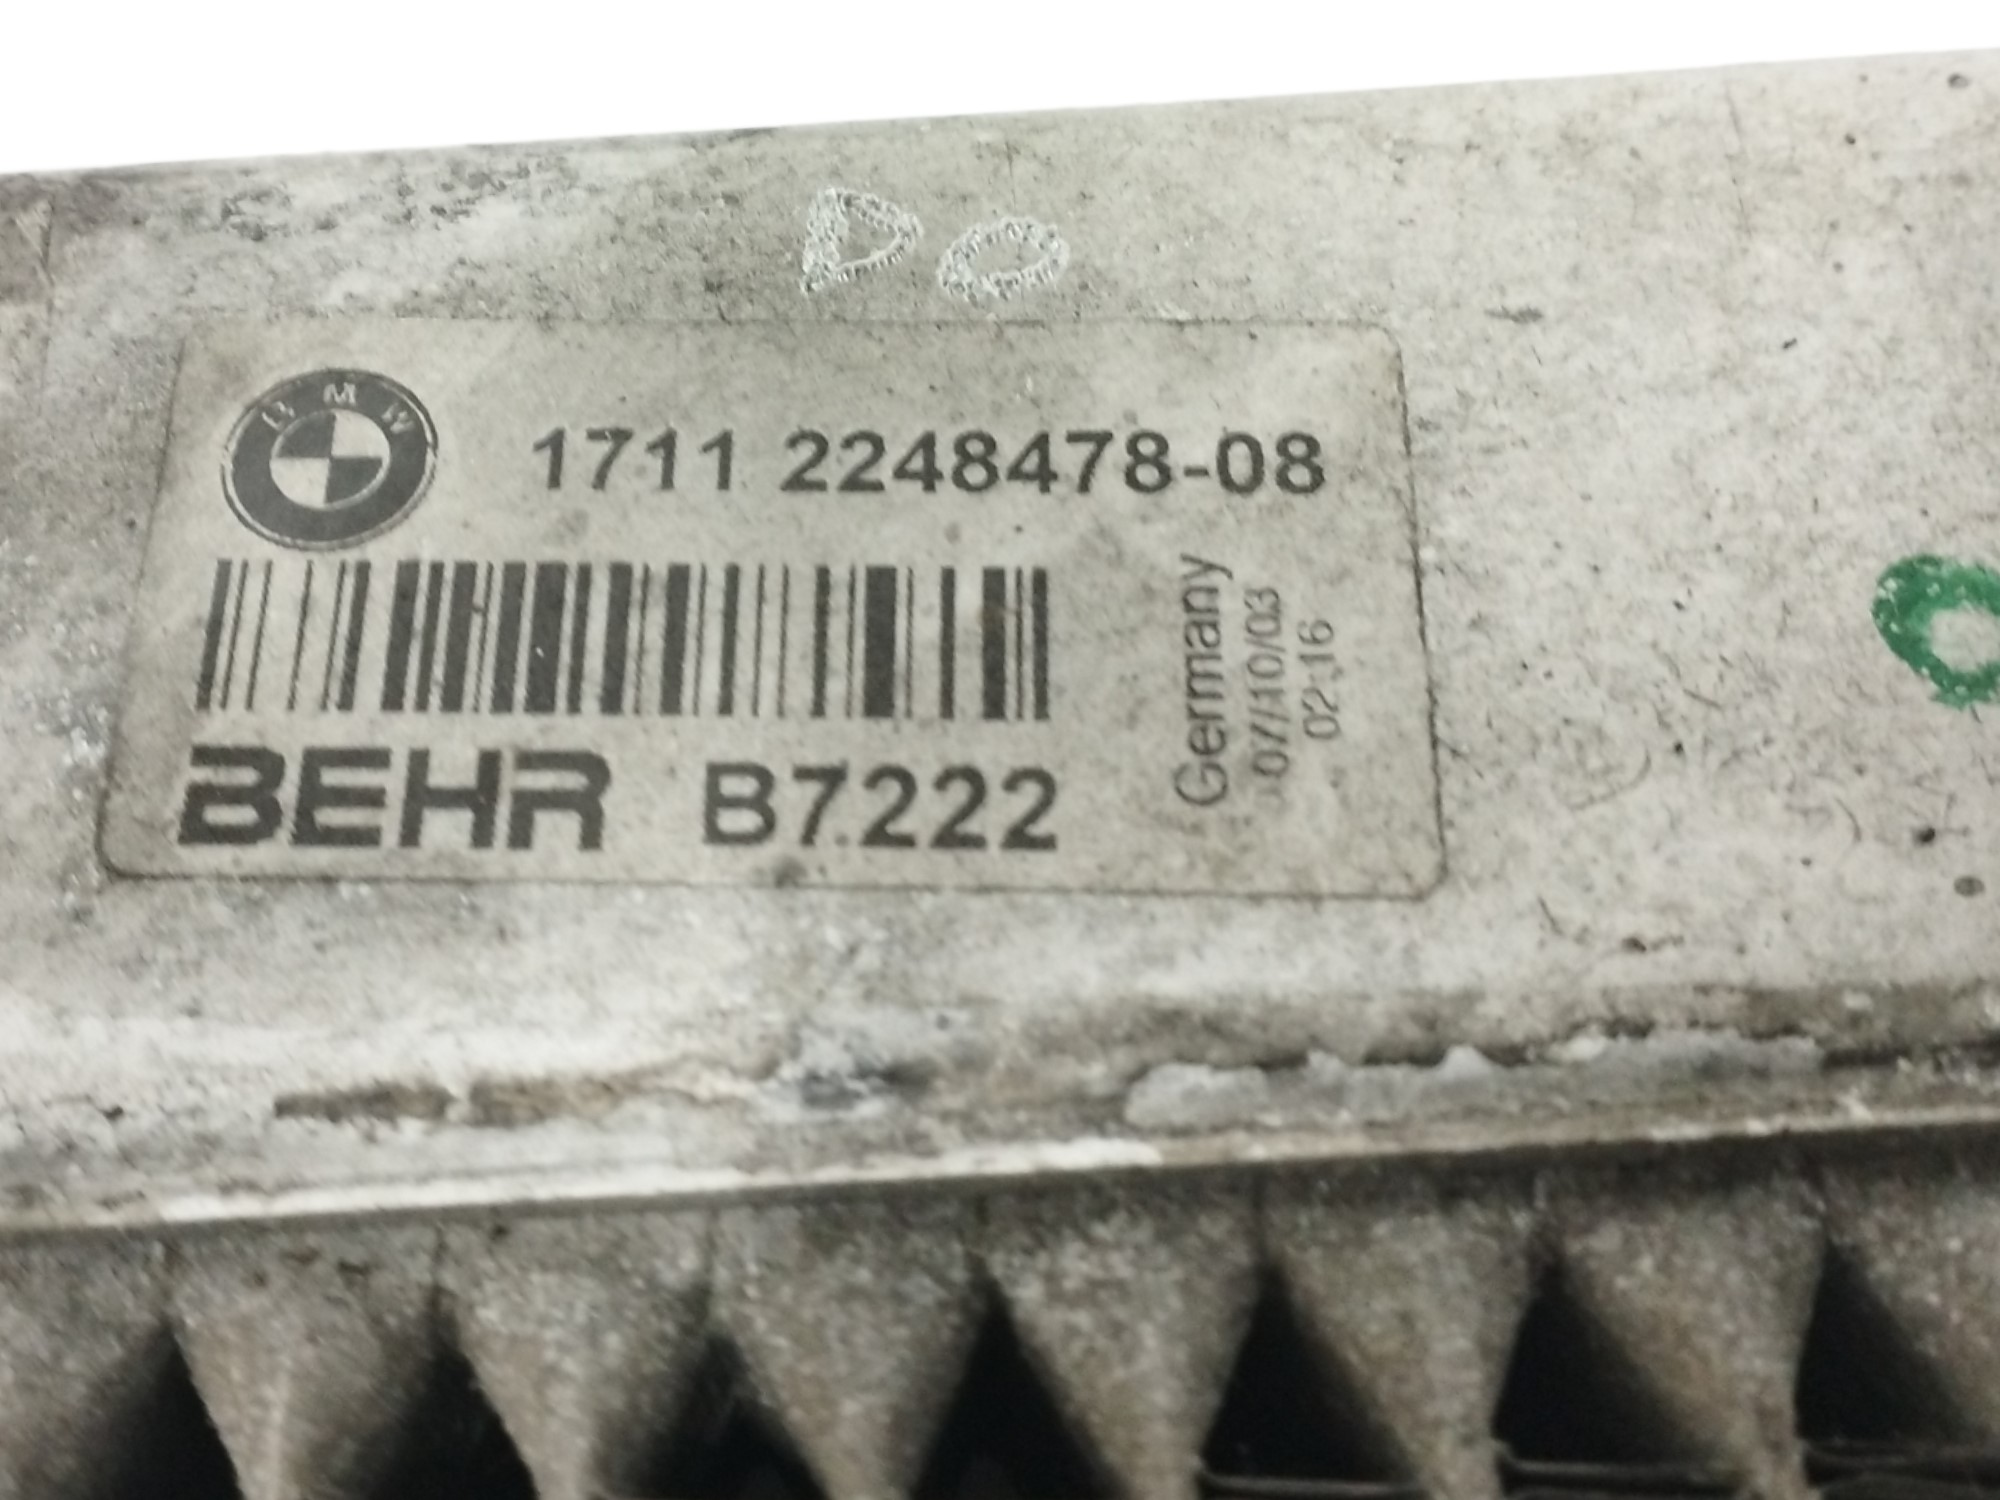 DO
BMW
1711 2248478-08
Germany
07/10/03
02:16
BEHR B7222